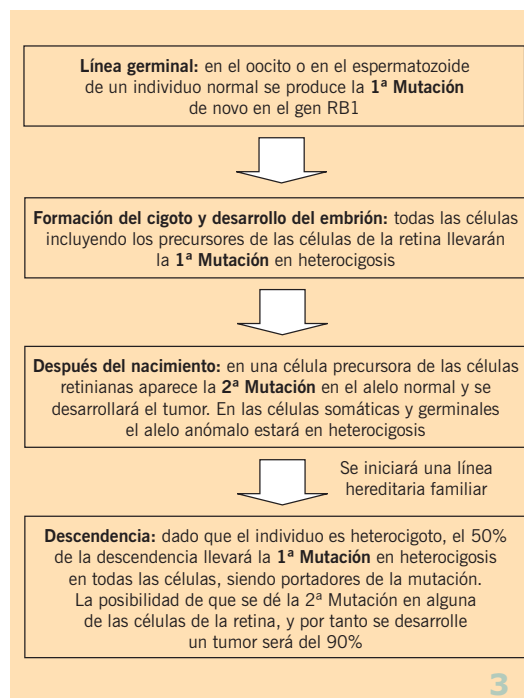 Línea germinal: en el oocito o en el espermatozoide
de un individuo normal se produce la 1ª Mutación
de novo en el gen RB1
Formación del cigoto y desarrollo del embrión: todas las células
incluyendo los precursores de las células de la retina llevarán
la 1ª Mutación en heterocigosis
Después del nacimiento: en una célula precursora de las células
retinianas aparece la 2ª Mutación en el alelo normal y se
desarrollará el tumor. En las células somáticas y germinales
el alelo anómalo estará en heterocigosis
Se iniciará una línea
hereditaria familiar
Descendencia: dado que el individuo es heterocigoto, el 50%
de la descendencia llevará la 1ª Mutación en heterocigosis
en todas las células, siendo portadores de la mutación.
La posibilidad de que se dé la 2ª Mutación en alguna
de las células de la retina, y por tanto se desarrolle
un tumor será del 90%
3